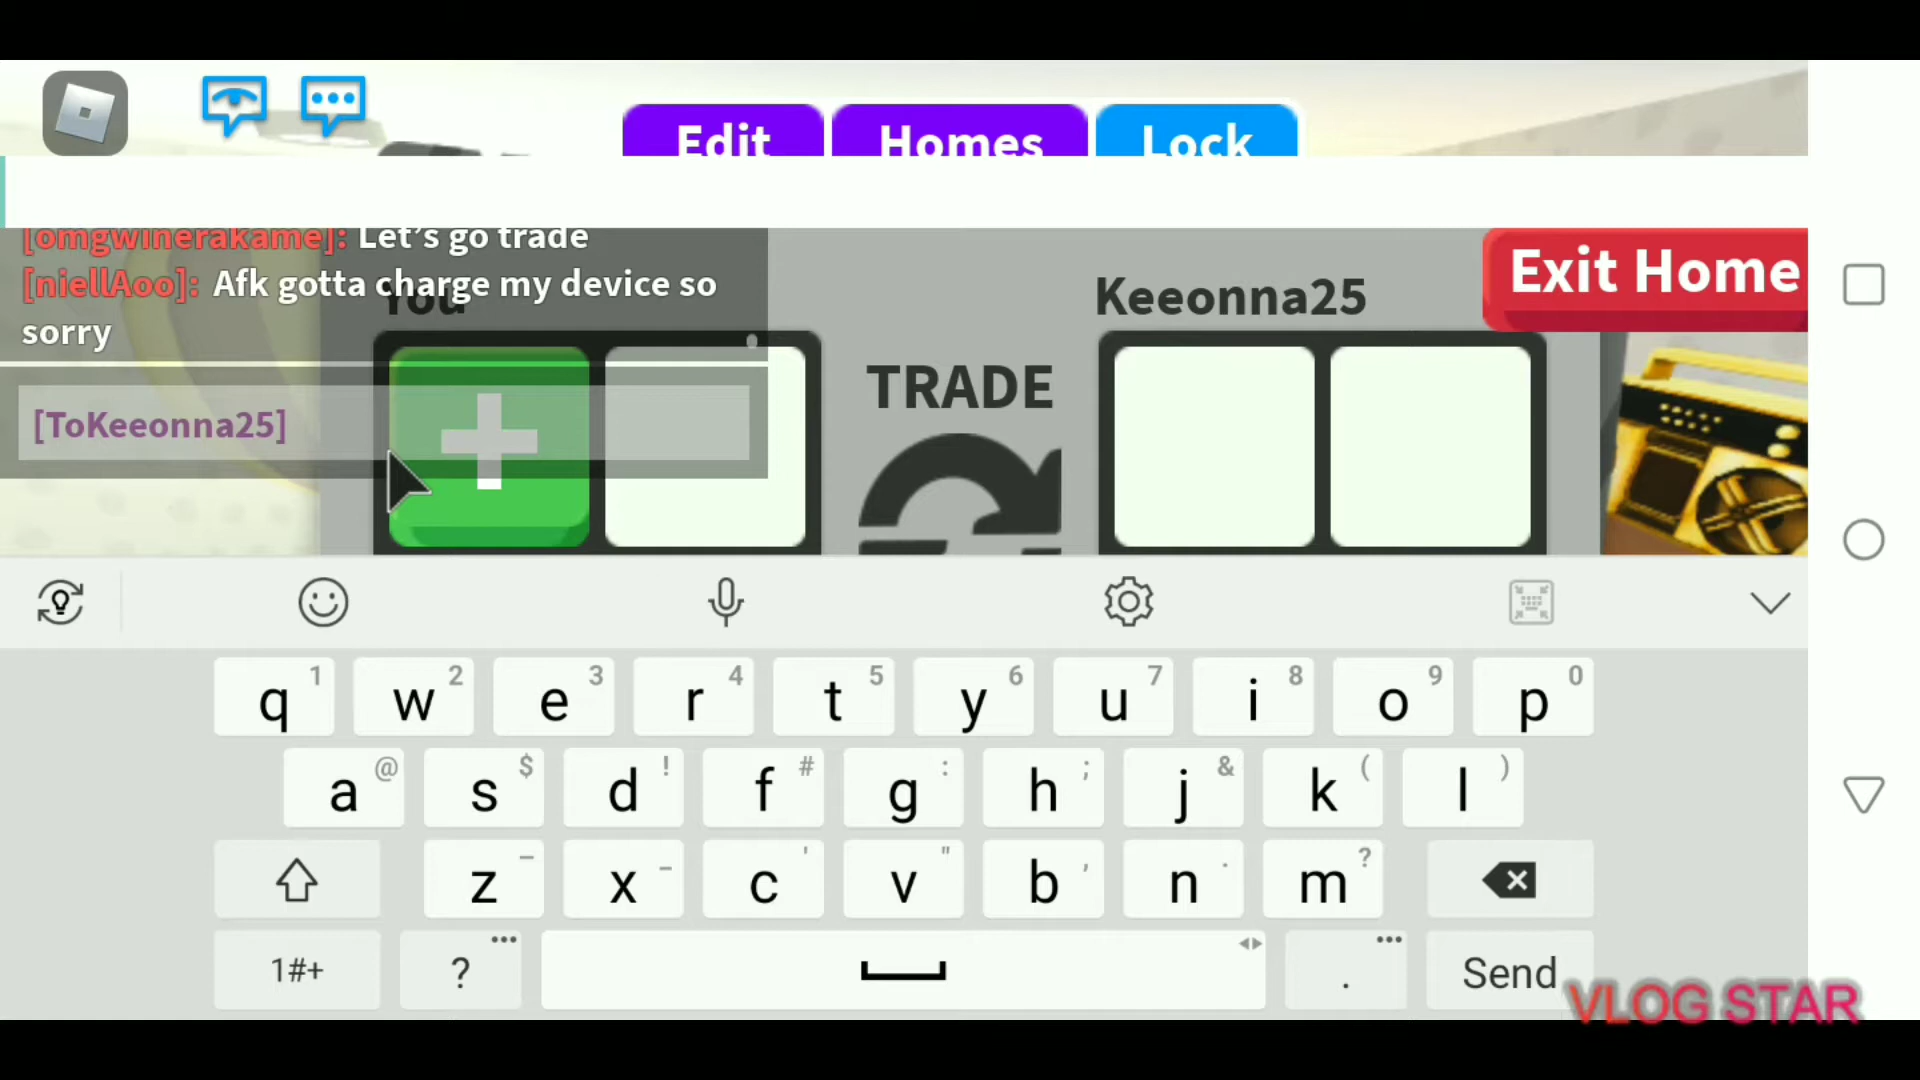 Edit Homes Lock
[omgwinerakame]: Let's go trade
[niellAoo]: Afk gotta charge my device so
sorry
You
Keeonna25
Exit Home
TRADE
[ToKeeonna25]
q 1 w 2 e 3 r 4 t 5 y 6 u 7 i 8 o 9 p 0
a @ s $ d ! f # g : h ; j & k ( l )
z – x - c ' v " b , n . m ?
1#+ ? . Send
VLOG STAR